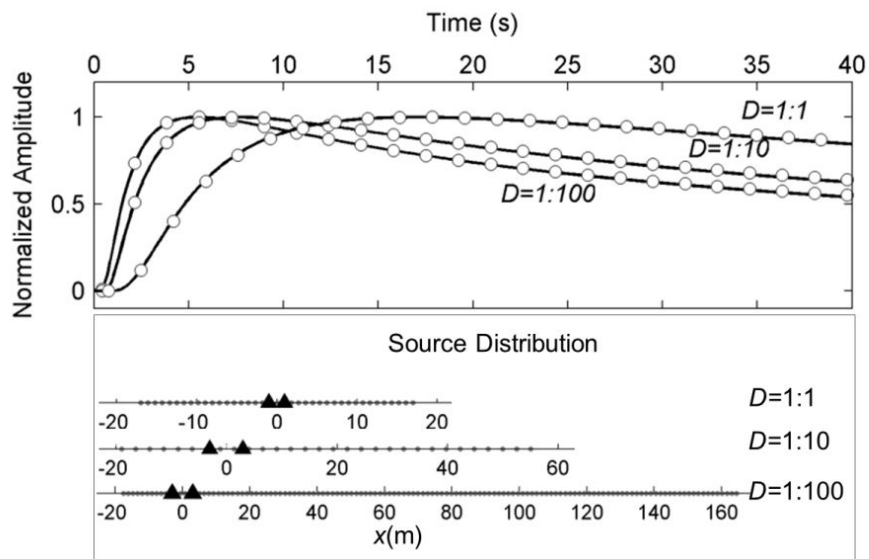 Time (s)
0 5 10 15 20 25 30 35 40
Normalized Amplitude
1
0.5
0
D=1:1
D=1:10
D=1:100
Source Distribution
D=1:1
-20 -10 0 10 20
D=1:10
-20 0 20 40 60
D=1:100
-20 0 20 40 60 80 100 120 140 160
x(m)